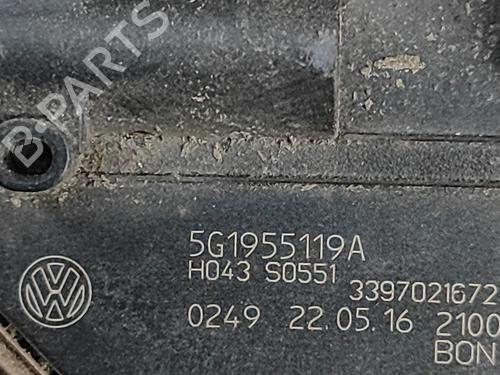 B-PARTS
5G1955119A
H043 S0551
3397021672
0249 22.05.16 2100
BON